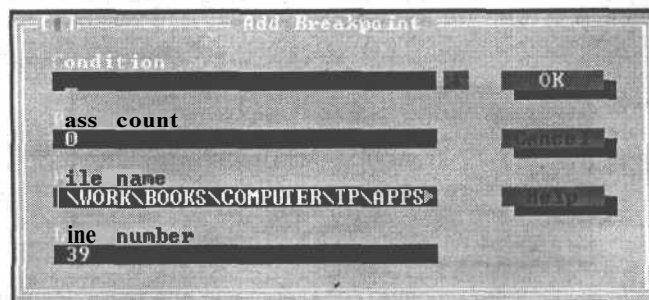 Add Breakpoint
ondition
OK
ass count
0
Cancel
ile name
\WORK\BOOKS\COMPUTER\TP\APPS
Help
ine number
39